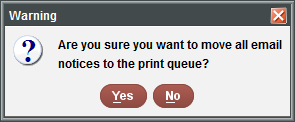 Warning
Are you sure you want to move all email
notices to the print queue?
Yes No